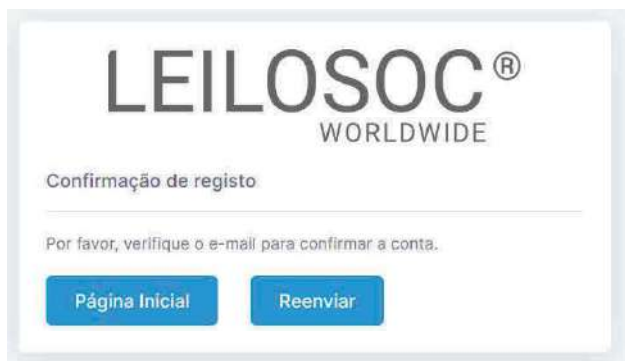 LEILOSOC®
WORLDWIDE
Confirmação de registo
Por favor, verifique o e-mail para confirmar a conta.
Página Inicial
Reenviar